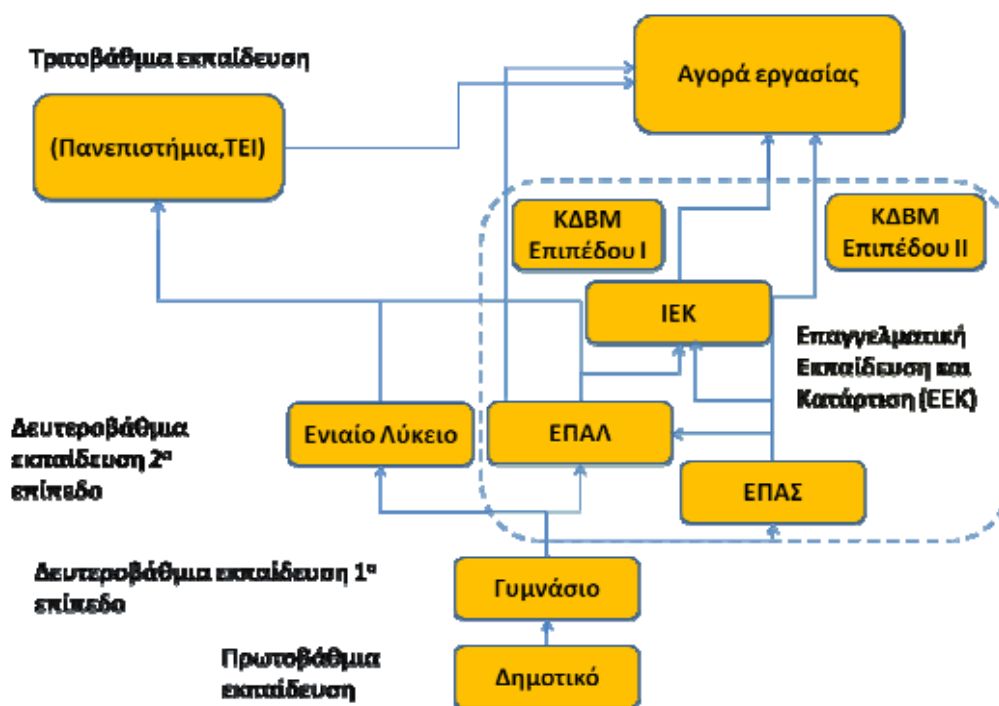 Τριτοβάθμια εκπαίδευση
Αγορά εργασίας
(Πανεπιστήμια,ΤΕΙ)
ΚΔΒΜ
Επιπέδου Ι
ΚΔΒΜ
Επιπέδου ΙΙ
ΙΕΚ
Επαγγελματική
Εκπαίδευση και
Κατάρτιση (ΕΕΚ)
Δευτεροβάθμια
εκπαίδευση 2ο
επίπεδο
Ενιαίο Λύκειο
ΕΠΑΛ
ΕΠΑΣ
Δευτεροβάθμια εκπαίδευση 1ο
επίπεδο
Γυμνάσιο
Πρωτοβάθμια
εκπαίδευση
Δημοτικό